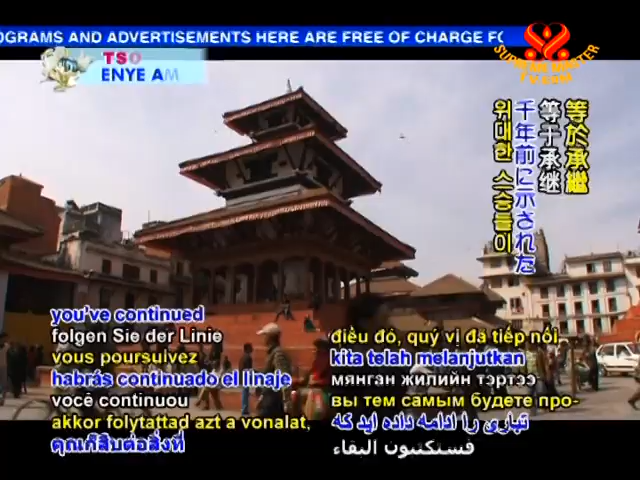 OGRAMS AND ADVERTISEMENTS HERE ARE FREE OF CHARGE FO
SUPREME MASTER
TV.COM
TSO
ENYE AM
等於承繼
等于承继
千年前に示された
위대한 스승들이
you've continued
folgen Sie der Linie
vous poursuivez
habrás continuado el linaje
você continuou
akkor folytattad azt a vonalat,
คุณก็สืบต่อสิ่งที่
điều đó, quý vị đã tiếp nối
kita telah melanjutkan
мянган жилийн тэртээ
вы тем самым будете про-
تباری را ادامه داده اید که
فستكتبون البقاء